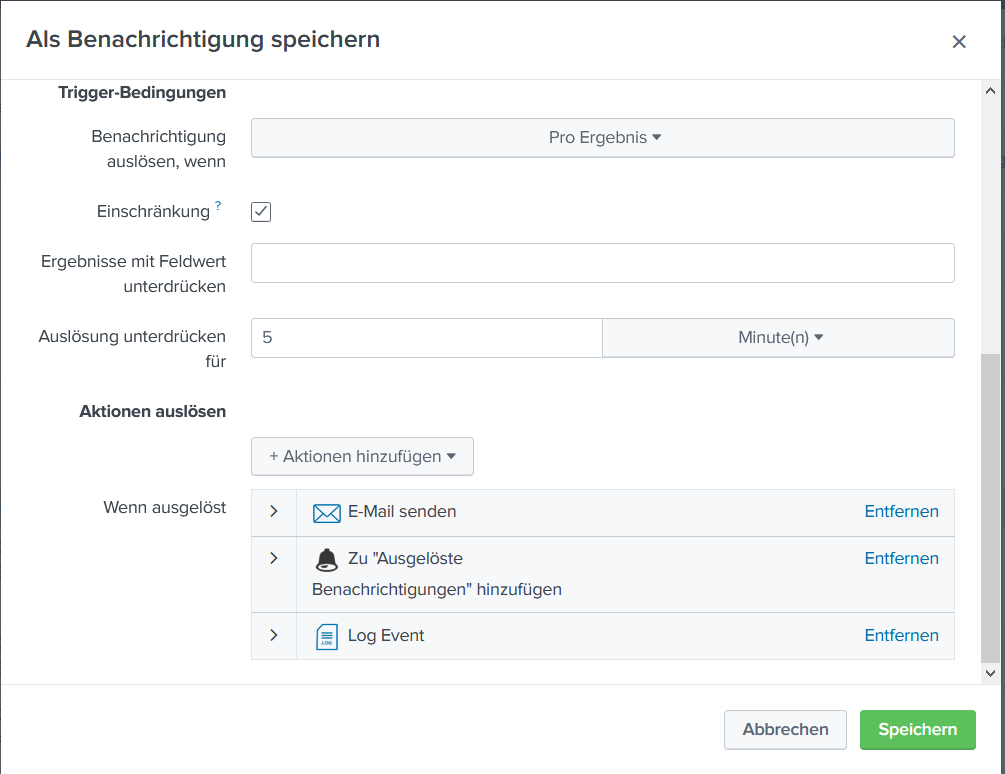 Als Benachrichtigung speichern
Trigger-Bedingungen
Benachrichtigung
auslösen, wenn
Pro Ergebnis
Einschränkung ?
Ergebnisse mit Feldwert
unterdrücken
Auslösung unterdrücken
für
5
Minute(n)
Aktionen auslösen
+ Aktionen hinzufügen
Wenn ausgelöst
E-Mail senden
Entfernen
Zu "Ausgelöste
Benachrichtigungen" hinzufügen
Entfernen
LOG
Log Event
Entfernen
Abbrechen
Speichern